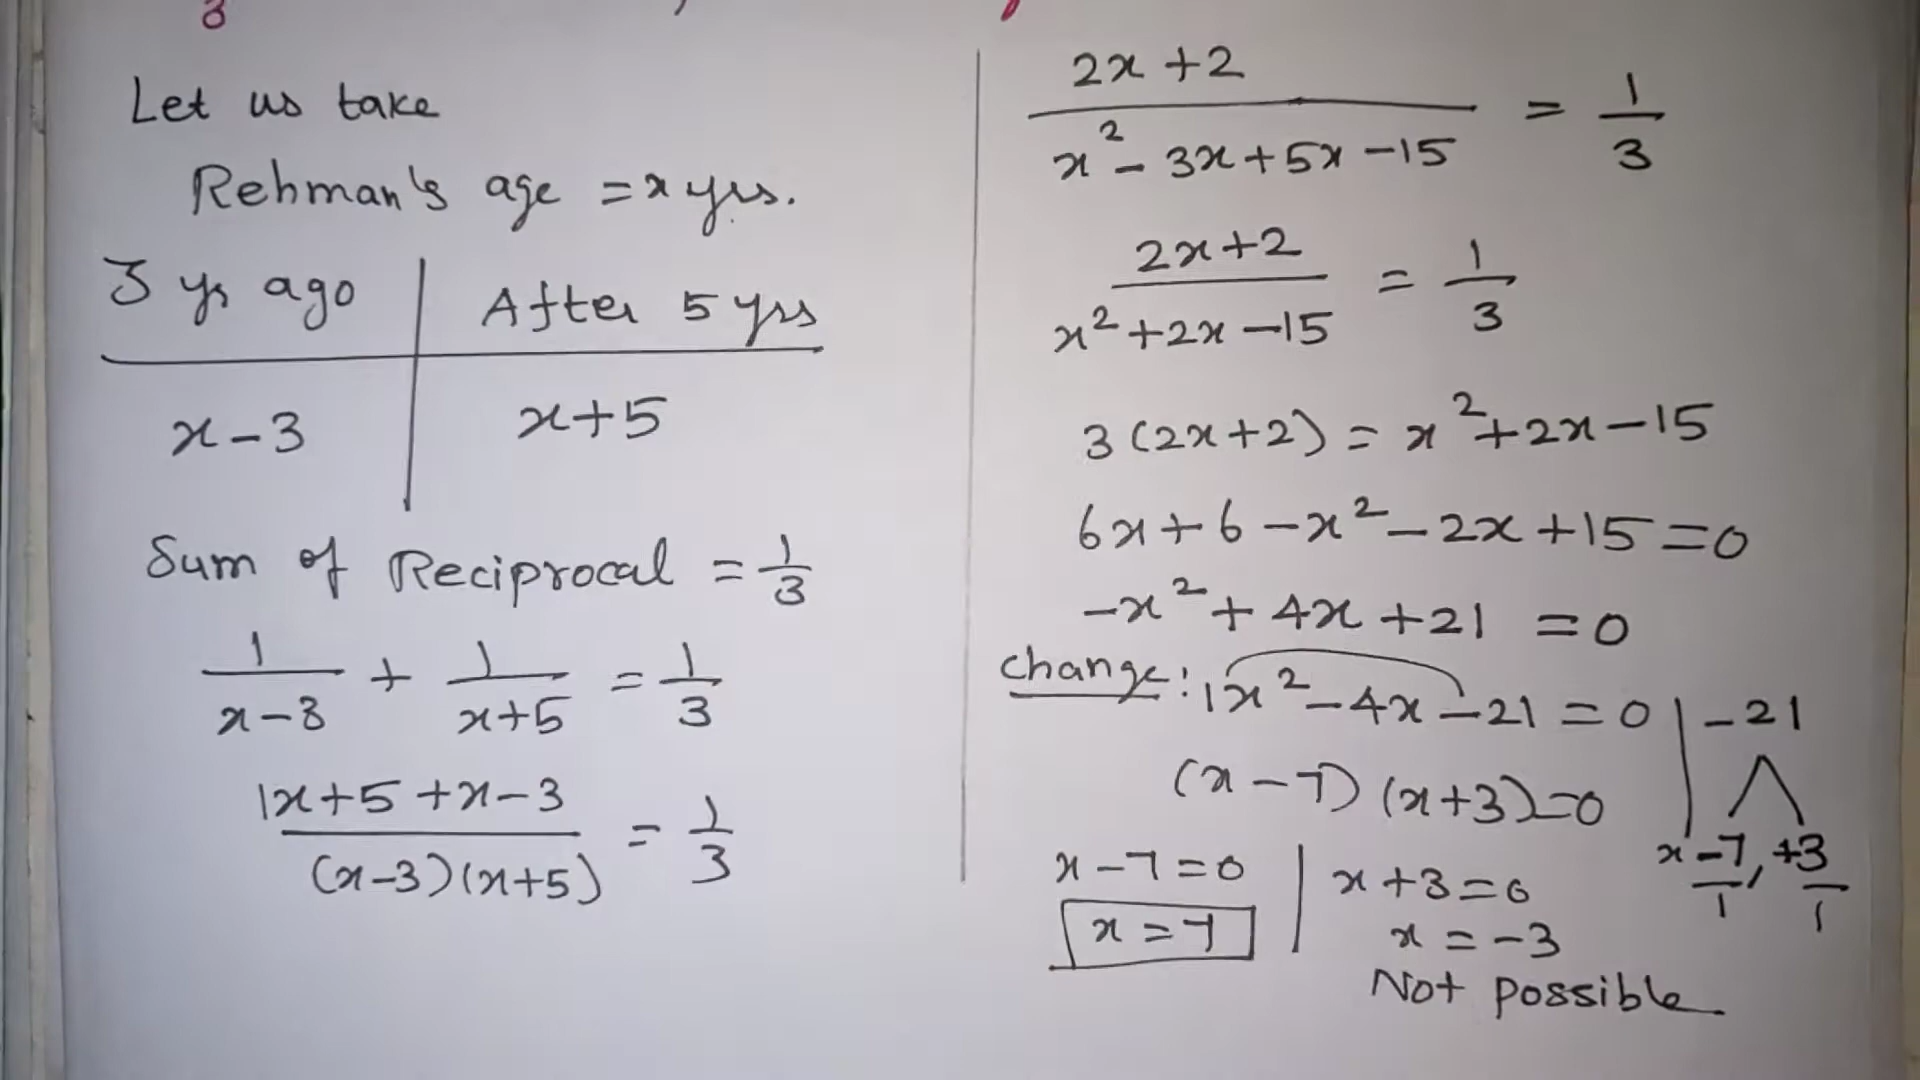 Let us take
Rehman's age = x yrs.
3 yr ago | After 5 yrs
x-3 | x+5
Sum of Reciprocal = 1/3
1/(x-3) + 1/(x+5) = 1/3
(1x+5+x-3)/((x-3)(x+5)) = 1/3
(2x+2)/(x²-3x+5x-15) = 1/3
(2x+2)/(x²+2x-15) = 1/3
3(2x+2) = x²+2x-15
6x+6-x²-2x+15=0
-x²+4x+21 =0
change: 1x²-4x-21=0 | -21
(x-7)(x+3)=0
x-7/1, +3/1
x-7=0 | x+3=0
x=7 | x=-3
Not possible